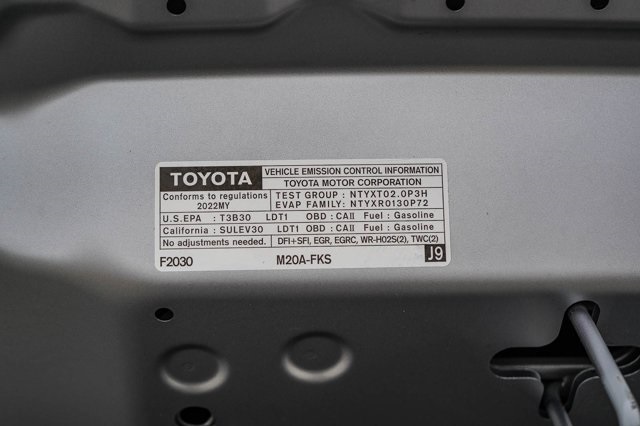 TOYOTA VEHICLE EMISSION CONTROL INFORMATION
TOYOTA MOTOR CORPORATION
Conforms to regulations TEST GROUP : NTYXT02.0P3H
2022MY EVAP FAMILY: NTYXR0130P72
U.S.EPA : T3B30 LDT1 OBD : CAII Fuel : Gasoline
California : SULEV30 LDT1 OBD : CAII Fuel : Gasoline
No adjustments needed. DFI+SFI, EGR, EGRC, WR-HO2S(2), TWC(2)
F2030 M20A-FKS J9